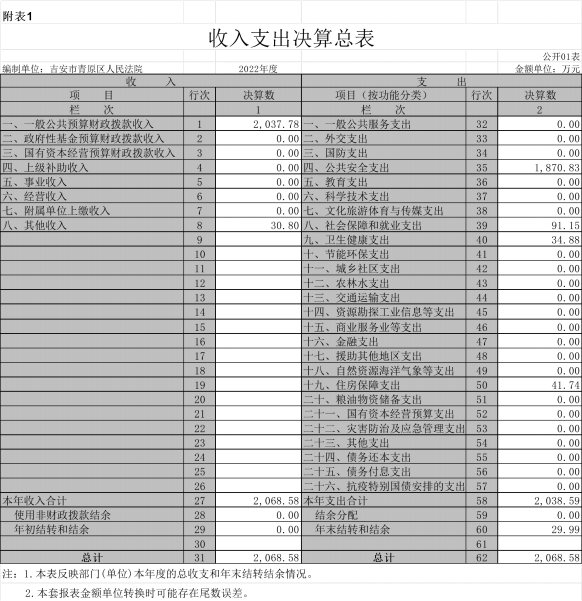 附表1
收入支出决算总表
公开01表
编制单位：吉安市青原区人民法院 2022年度 金额单位：万元
收 入 支 出
项 目 行次 决算数 项目（按功能分类） 行次 决算数
栏 次 1 栏 次 2
一、一般公共预算财政拨款收入 1 2,037.78 一、一般公共服务支出 32 0.00
二、政府性基金预算财政拨款收入 2 0.00 二、外交支出 33 0.00
三、国有资本经营预算财政拨款收入 3 0.00 三、国防支出 34 0.00
四、上级补助收入 4 0.00 四、公共安全支出 35 1,870.83
五、事业收入 5 0.00 五、教育支出 36 0.00
六、经营收入 6 0.00 六、科学技术支出 37 0.00
七、附属单位上缴收入 7 0.00 七、文化旅游体育与传媒支出 38 0.00
八、其他收入 8 30.80 八、社会保障和就业支出 39 91.15
9 九、卫生健康支出 40 34.88
10 十、节能环保支出 41 0.00
11 十一、城乡社区支出 42 0.00
12 十二、农林水支出 43 0.00
13 十三、交通运输支出 44 0.00
14 十四、资源勘探工业信息等支出 45 0.00
15 十五、商业服务业等支出 46 0.00
16 十六、金融支出 47 0.00
17 十七、援助其他地区支出 48 0.00
18 十八、自然资源海洋气象等支出 49 0.00
19 十九、住房保障支出 50 41.74
20 二十、粮油物资储备支出 51 0.00
21 二十一、国有资本经营预算支出 52 0.00
22 二十二、灾害防治及应急管理支出 53 0.00
23 二十三、其他支出 54 0.00
24 二十四、债务还本支出 55 0.00
25 二十五、债务付息支出 56 0.00
26 二十六、抗疫特别国债安排的支出 57 0.00
本年收入合计 27 2,068.58 本年支出合计 58 2,038.59
使用非财政拨款结余 28 0.00 结余分配 59 0.00
年初结转和结余 29 0.00 年末结转和结余 60 29.99
30 61
总计 31 2,068.58 总计 62 2,068.58
注：1.本表反映部门(单位)本年度的总收支和年末结转结余情况。
2.本套报表金额单位转换时可能存在尾数误差。